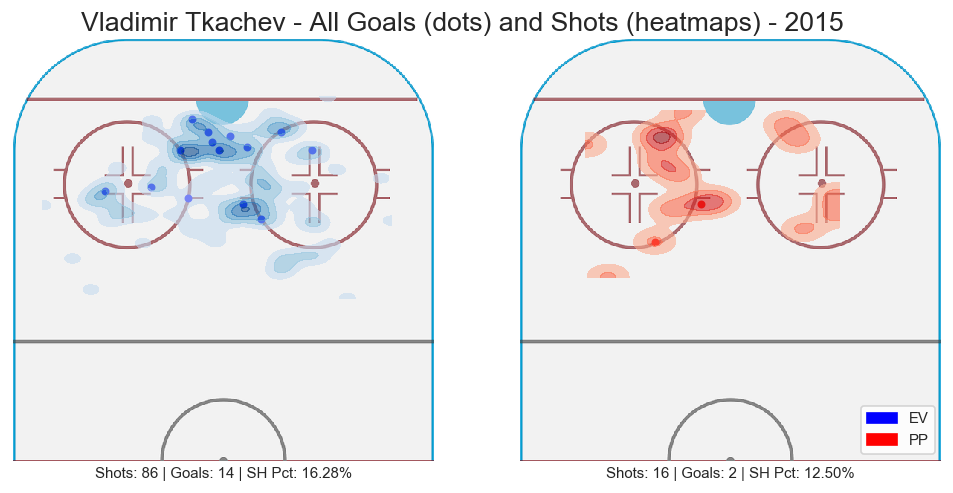 Vladimir Tkachev - All Goals (dots) and Shots (heatmaps) - 2015
EV
PP
Shots: 86 | Goals: 14 | SH Pct: 16.28%
Shots: 16 | Goals: 2 | SH Pct: 12.50%